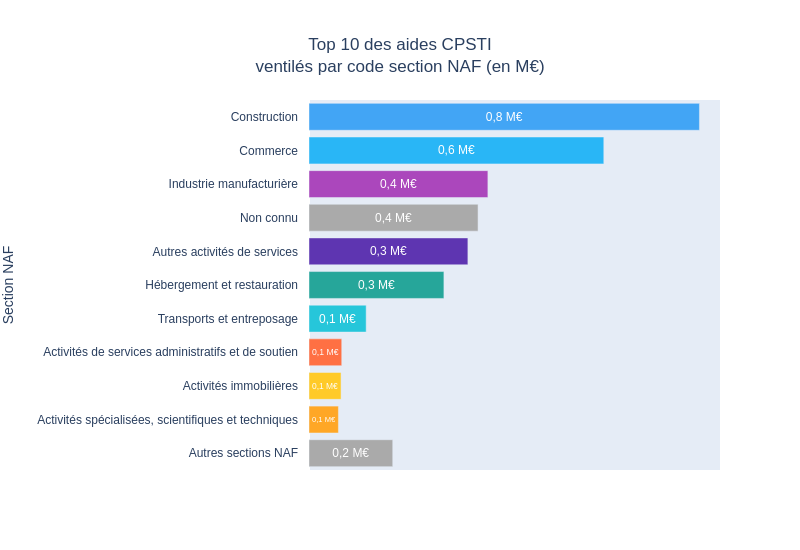 Top 10 des aides CPSTI
ventilés par code section NAF (en M€)
Section NAF
Construction 0,8 M€
Commerce 0,6 M€
Industrie manufacturière 0,4 M€
Non connu 0,4 M€
Autres activités de services 0,3 M€
Hébergement et restauration 0,3 M€
Transports et entreposage 0,1 M€
Activités de services administratifs et de soutien 0,1 M€
Activités immobilières 0,1 M€
Activités spécialisées, scientifiques et techniques 0,1 M€
Autres sections NAF 0,2 M€